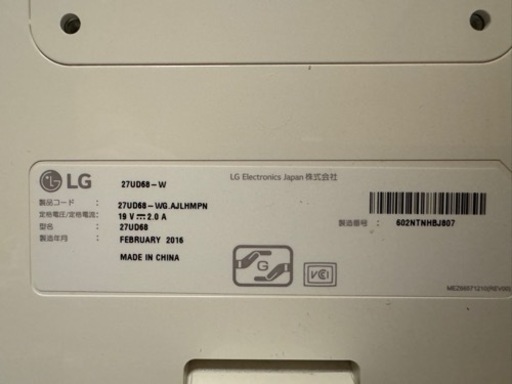 LG
27UD68-W
LG Electronics Japan 株式会社
製品コード : 27UD68-WG.AJLHMPN
定格電圧/定格電流: 19 V ⎓ 2.0 A
型名 : 27UD68
製造年月 : FEBRUARY 2016
MADE IN CHINA
製造番号 : 602NTNHBJ807
G
VCI